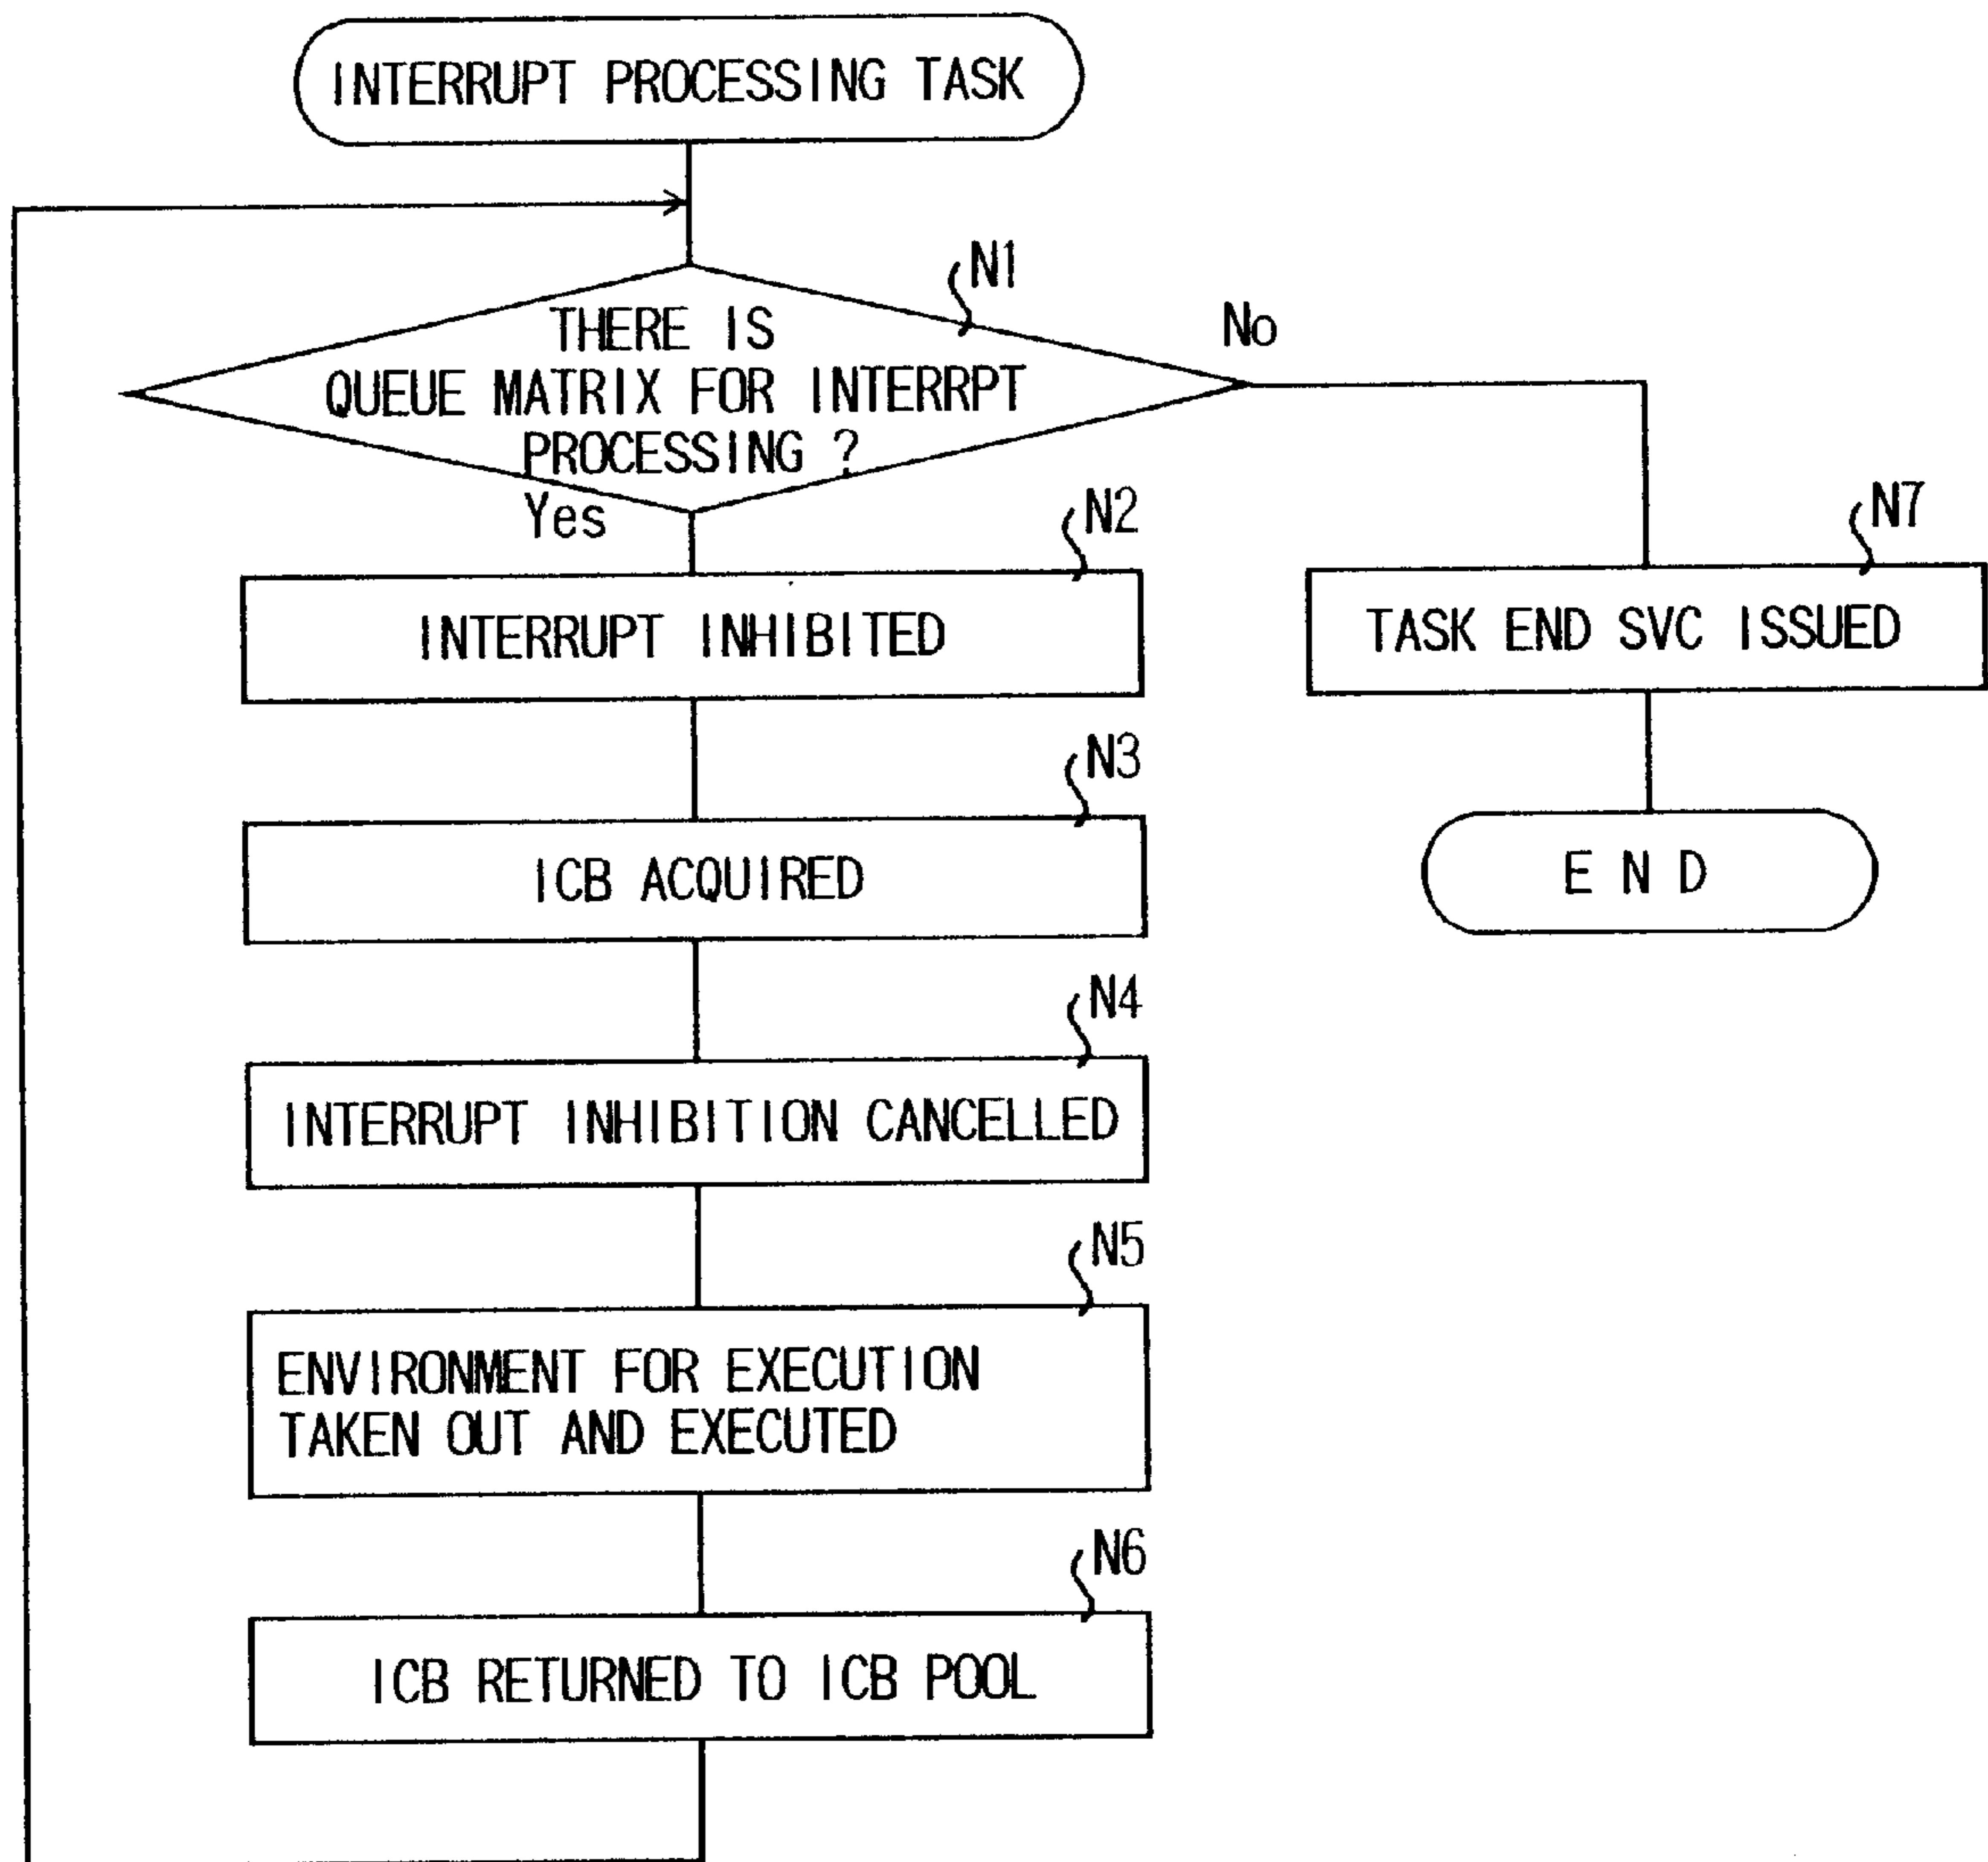 INTERRUPT PROCESSING TASK
N1
THERE IS
QUEUE MATRIX FOR INTERRPT
PROCESSING ?
No
Yes
N2
INTERRUPT INHIBITED
N7
TASK END SVC ISSUED
N3
ICB ACQUIRED
END
N4
INTERRUPT INHIBITION CANCELLED
N5
ENVIRONMENT FOR EXECUTION
TAKEN OUT AND EXECUTED
N6
ICB RETURNED TO ICB POOL